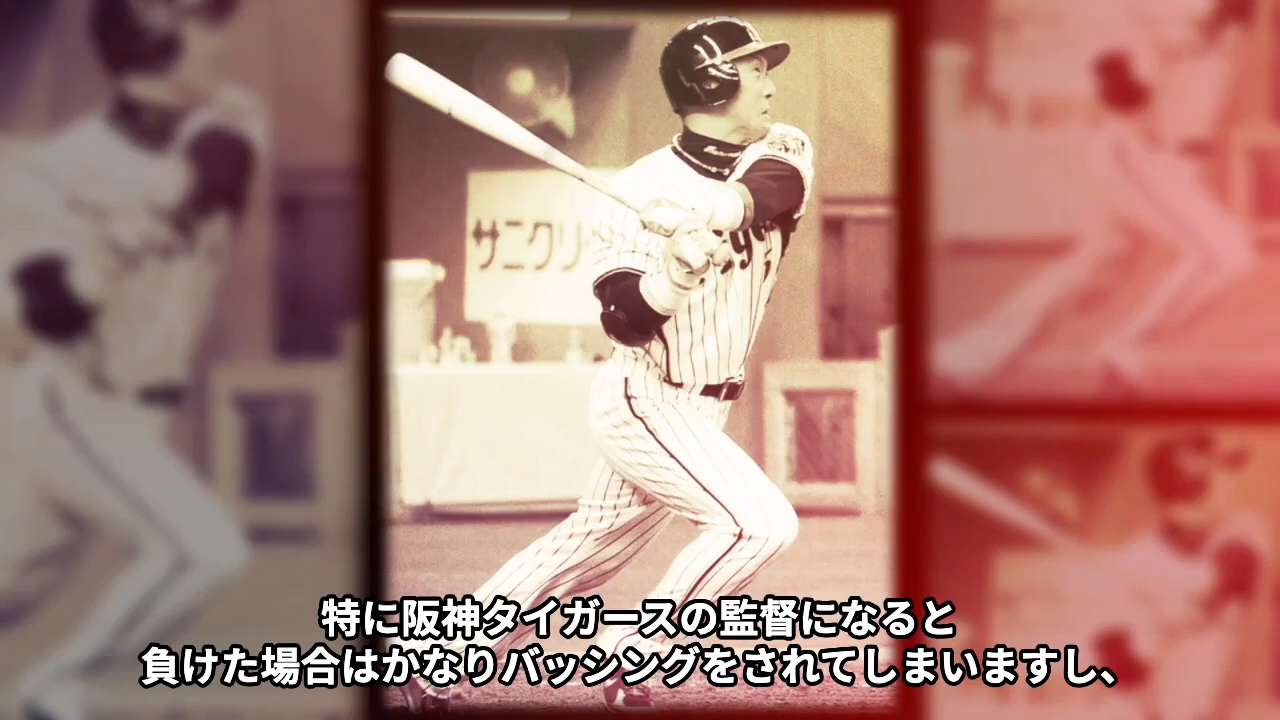 サニクリ
特に阪神タイガースの監督になると
負けた場合はかなりバッシングをされてしまいますし、